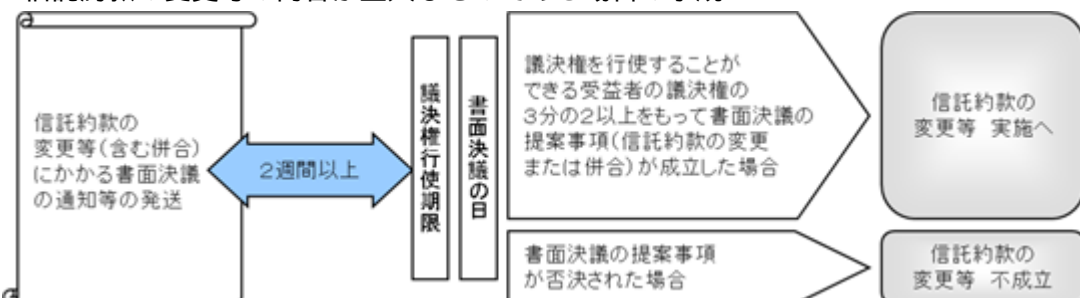 信託約款の
変更等(含む併合)
にかかる書面決議
の通知等の発送
2週間以上
議決権行使期限
書面決議の日
議決権を行使することが
できる受益者の議決権の
3分の2以上をもって書面決議の
提案事項(信託約款の変更
または併合)が成立した場合
信託約款の
変更等 実施へ
書面決議の提案事項
が否決された場合
信託約款の
変更等 不成立